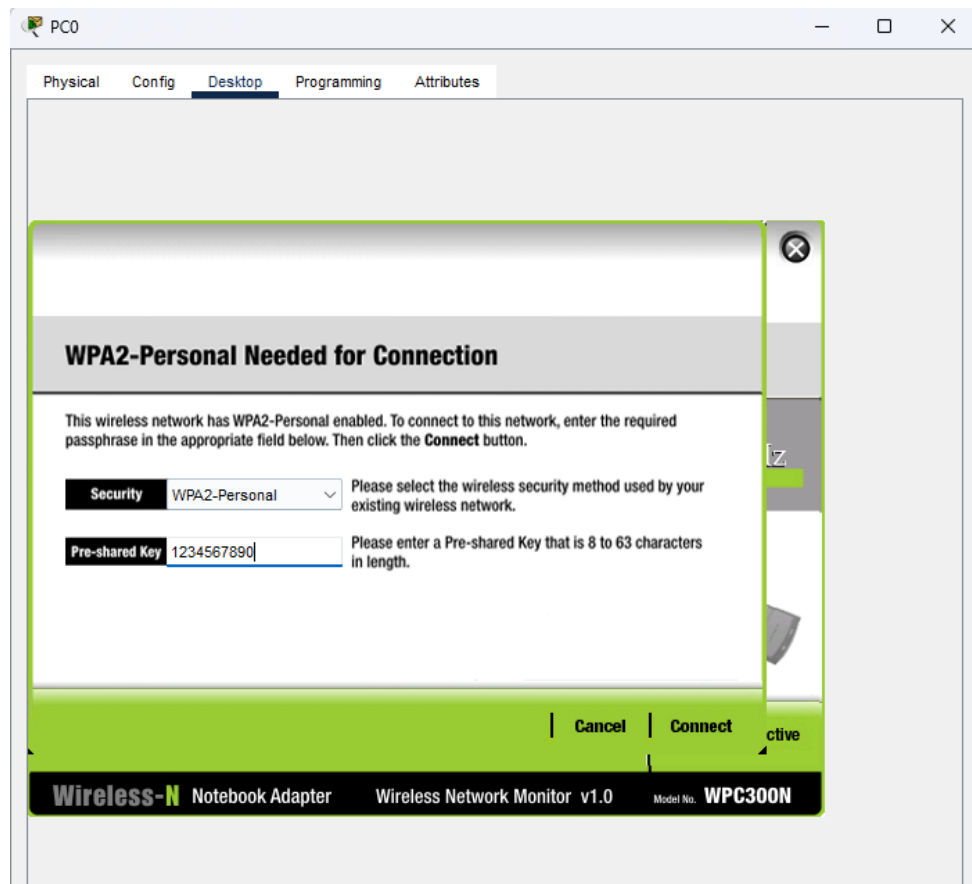 PC0
Physical Config Desktop Programming Attributes
WPA2-Personal Needed for Connection
This wireless network has WPA2-Personal enabled. To connect to this network, enter the required
passphrase in the appropriate field below. Then click the Connect button.
Security WPA2-Personal Please select the wireless security method used by your
existing wireless network.
Pre-shared Key 1234567890 Please enter a Pre-shared Key that is 8 to 63 characters
in length.
Cancel Connect
ctive
Wireless-N Notebook Adapter Wireless Network Monitor v1.0 Model No. WPC300N